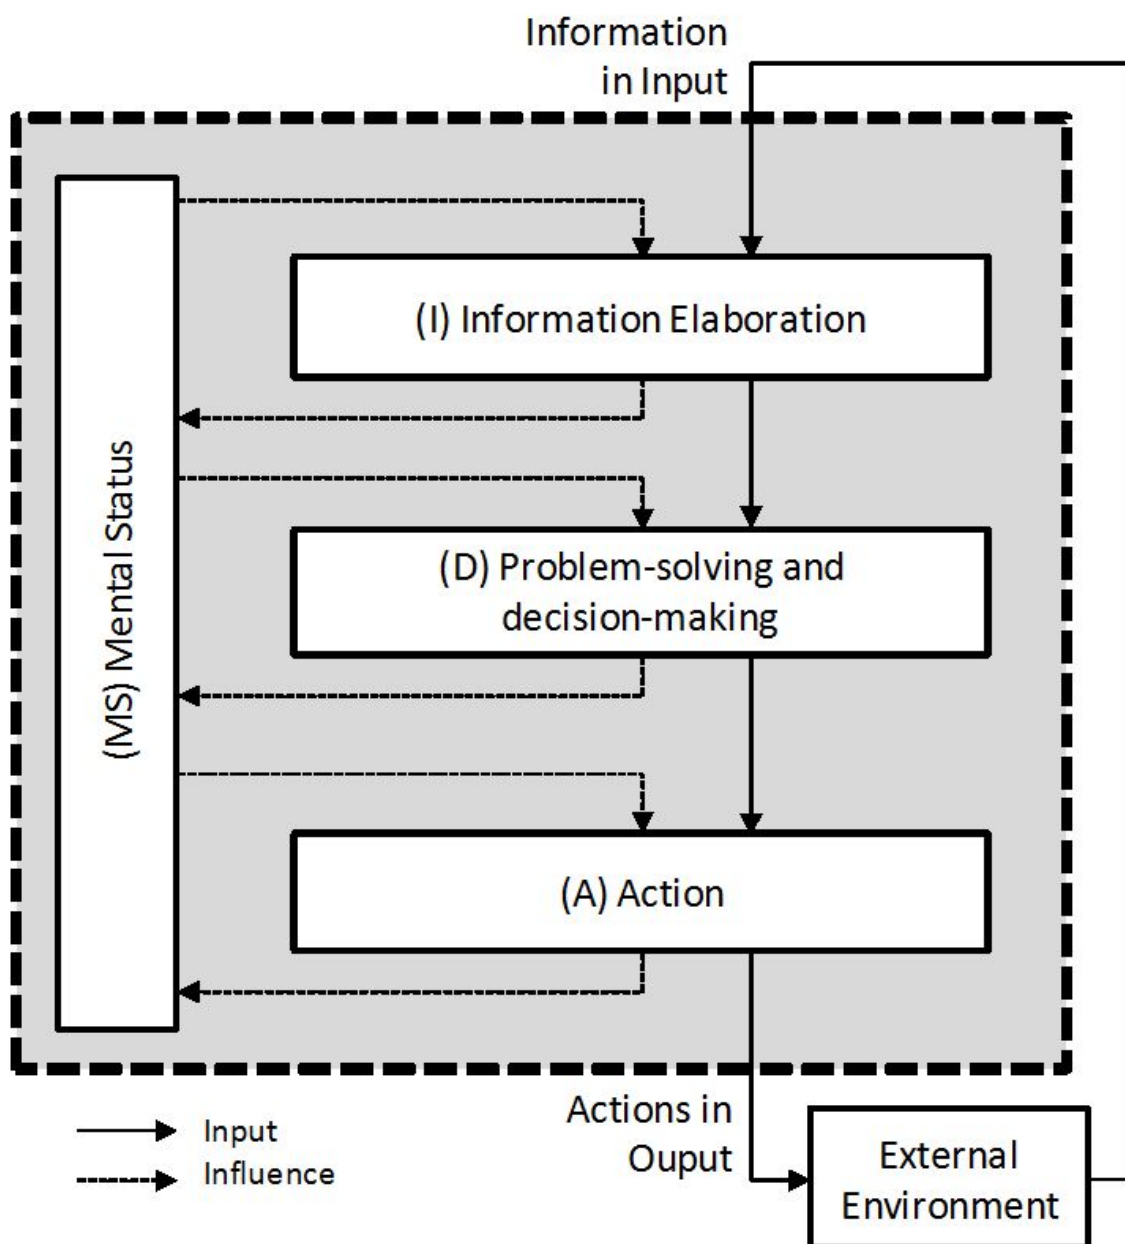 Information
in Input
(MS) Mental Status
(I) Information Elaboration
(D) Problem-solving and
decision-making
(A) Action
Actions in
Ouput
External
Environment
Input
Influence